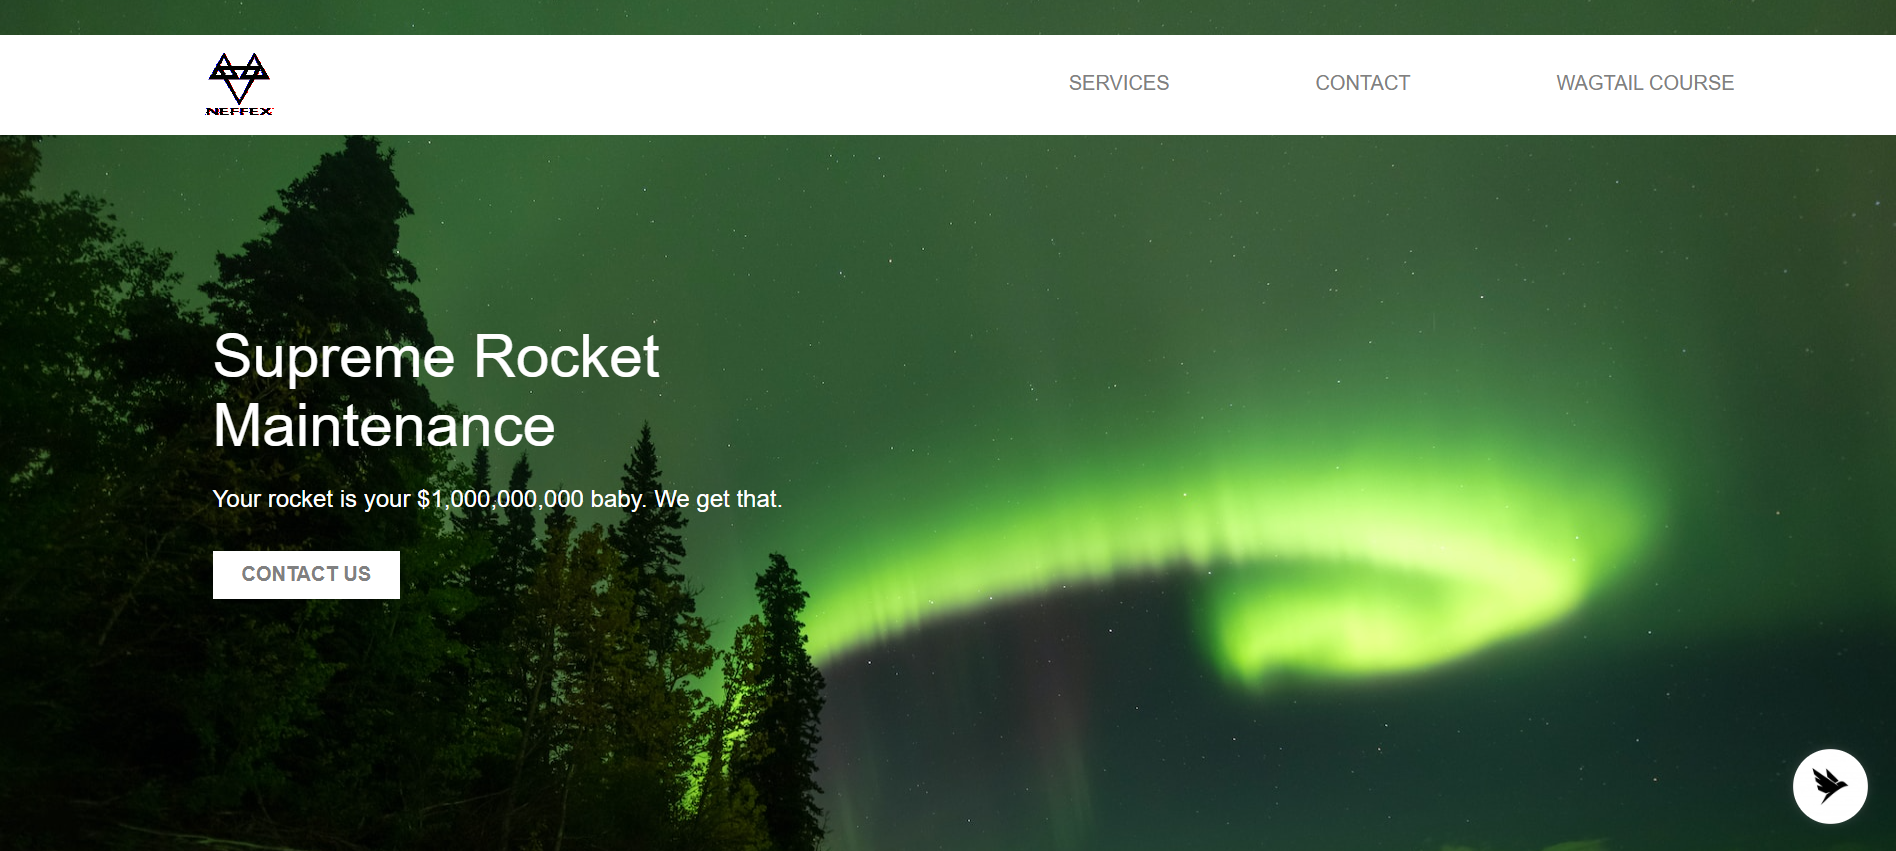 NEFFEX
SERVICES
CONTACT
WAGTAIL COURSE
Supreme Rocket
Maintenance
Your rocket is your $1,000,000,000 baby. We get that.
CONTACT US